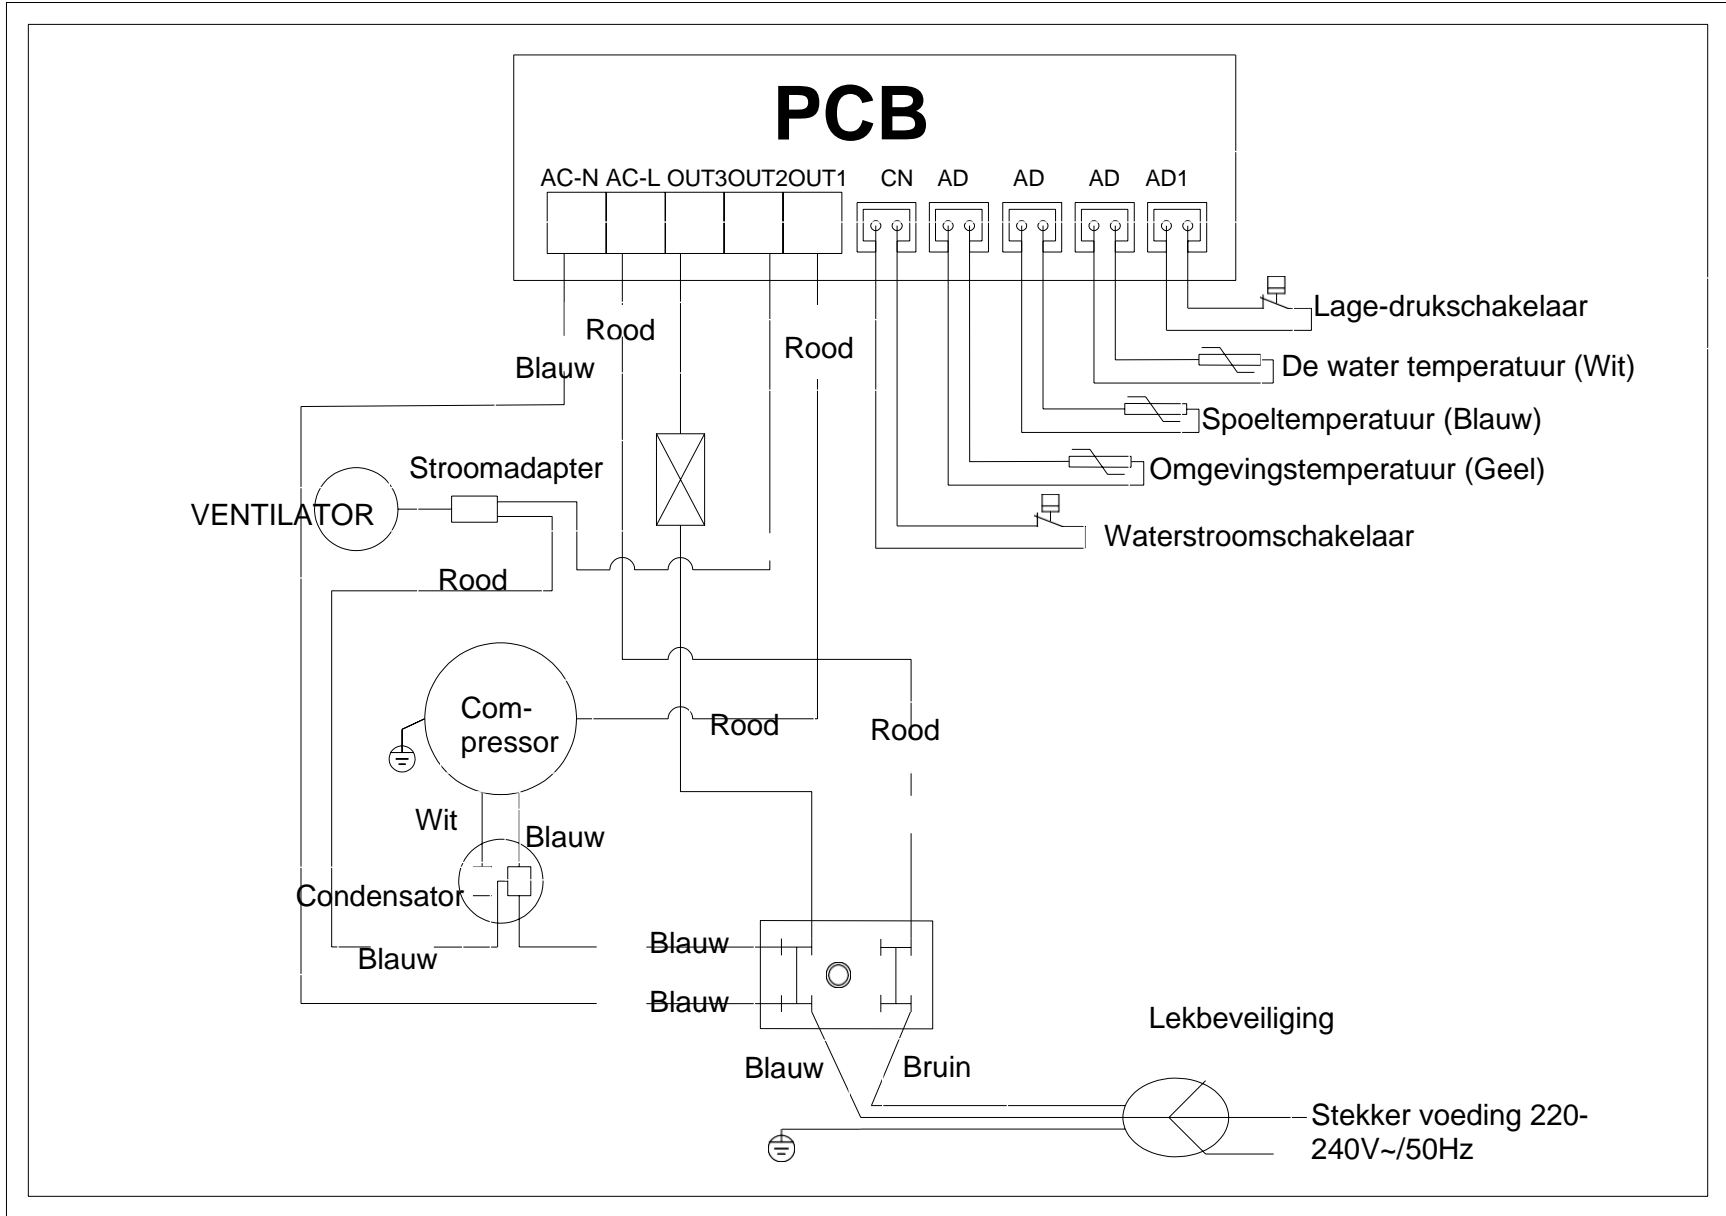 PCB
AC-N AC-L OUT3 OUT2 OUT1 CN AD AD AD AD1
Lage-drukschakelaar
Rood
Rood
Blauw
De water temperatuur (Wit)
Spoeltemperatuur (Blauw)
Stroomadapter
Omgevingstemperatuur (Geel)
VENTILATOR
Waterstroomschakelaar
Rood
Com-
pressor
Rood
Rood
Wit
Blauw
Condensator
Blauw
Blauw
Blauw
Lekbeveiliging
Blauw
Bruin
Stekker voeding 220-
240V~/50Hz